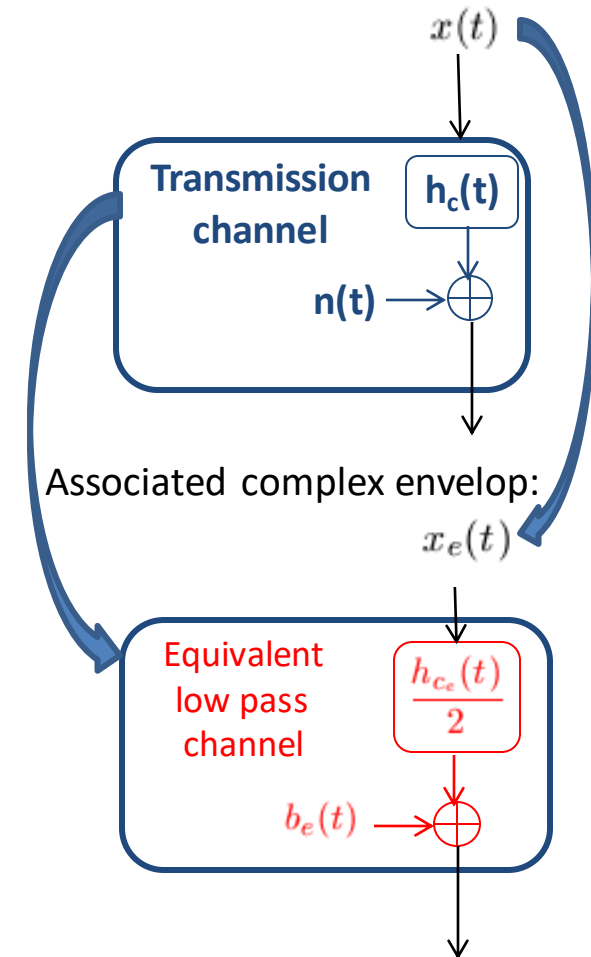 x(t)
Transmission
channel
h_c(t)
n(t)
Associated complex envelop:
x_e(t)
Equivalent
low pass
channel
h_{c_e}(t)
2
b_e(t)